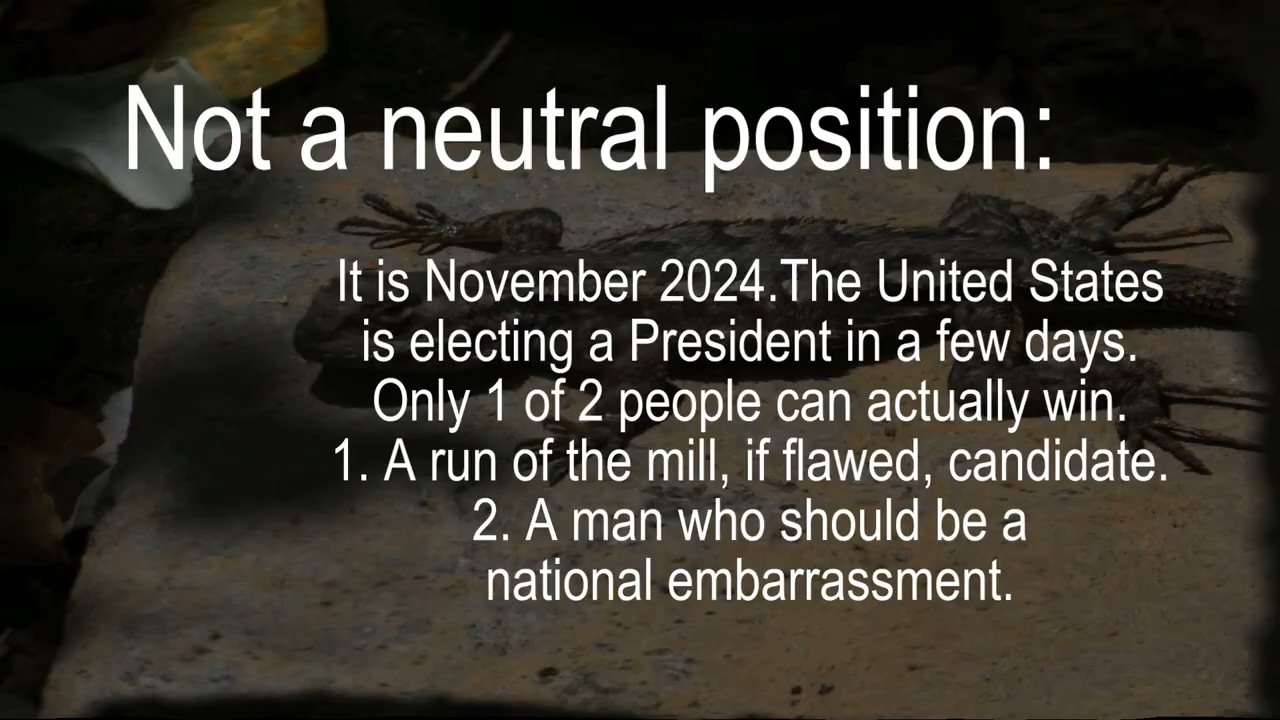 Not a neutral position:
It is November 2024.The United States
is electing a President in a few days.
Only 1 of 2 people can actually win.
1. A run of the mill, if flawed, candidate.
2. A man who should be a
national embarrassment.